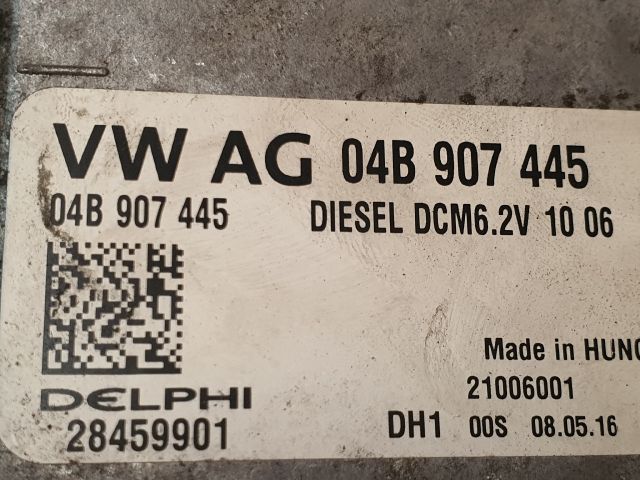 VW AG 04B 907 445
04B 907 445 DIESEL DCM6.2V 10 06
Made in HUNG
21006001
DELPHI
28459901 DH1 00S 08.05.16